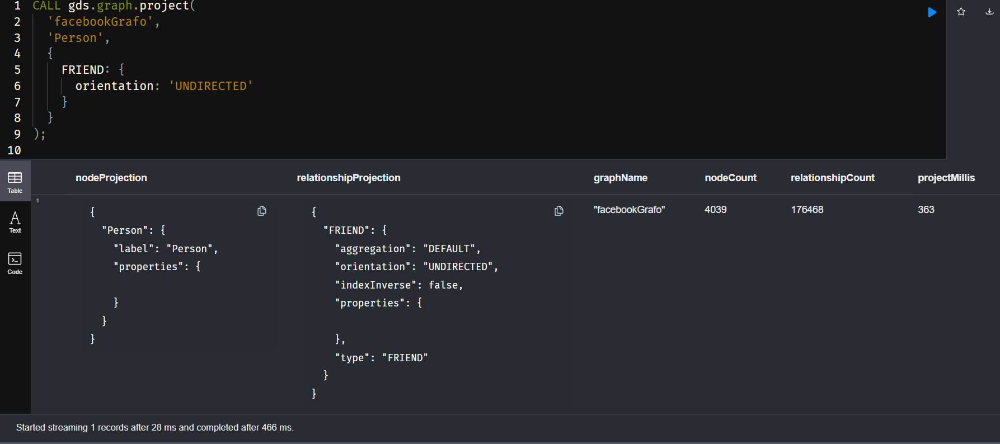 1 CALL gds.graph.project(
2 'facebookGrafo',
3 'Person',
4 {
5 FRIEND: {
6 orientation: 'UNDIRECTED'
7 }
8 }
9 );
10
Table
Text
Code
nodeProjection relationshipProjection graphName nodeCount relationshipCount projectMillis
1
{
"Person": {
"label": "Person",
"properties": {
}
}
}
{
"FRIEND": {
"aggregation": "DEFAULT",
"orientation": "UNDIRECTED",
"indexInverse": false,
"properties": {
},
"type": "FRIEND"
}
}
"facebookGrafo" 4039 176468 363
Started streaming 1 records after 28 ms and completed after 466 ms.